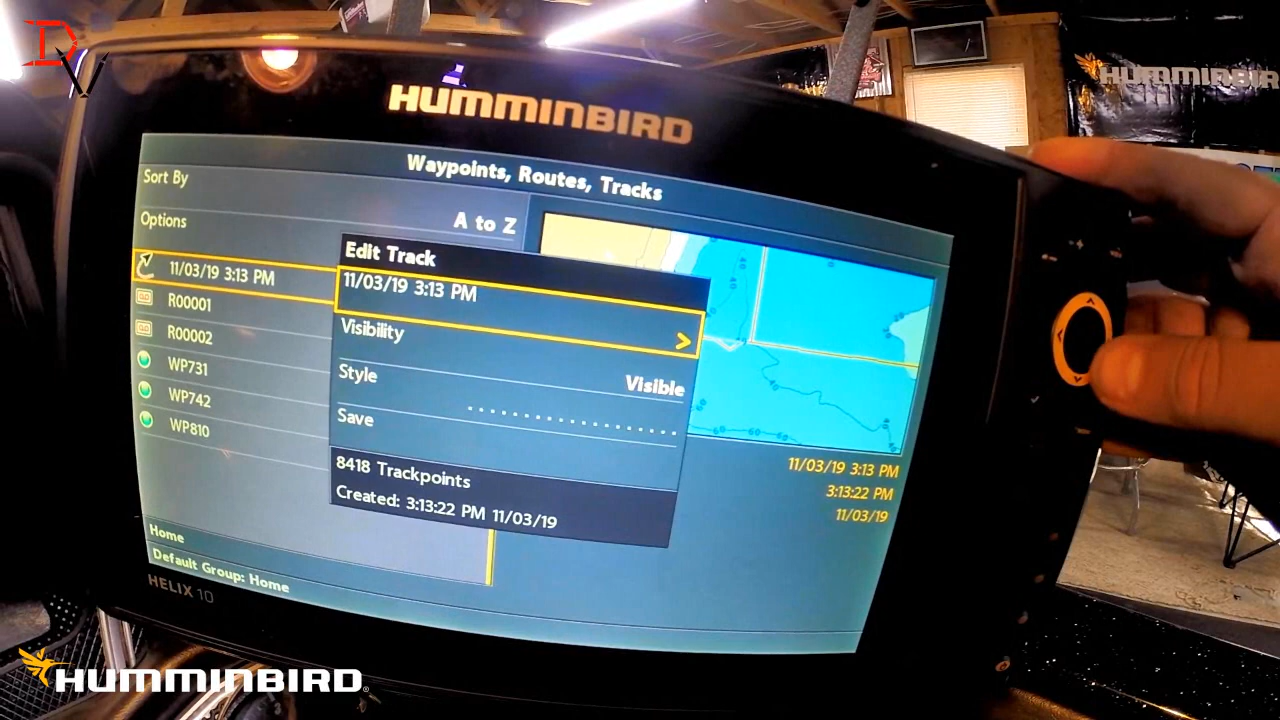 DV
HUMMINBIRD
HUMMINBIRD
Waypoints, Routes, Tracks
Sort By
A to Z
Options
11/03/19 3:13 PM
R00001
R00002
WP731
WP742
WP810
Edit Track
11/03/19 3:13 PM
Visibility
Visible
Style
Save
8418 Trackpoints
Created: 3:13:22 PM 11/03/19
60
60
11/03/19 3:13 PM
3:13:22 PM
11/03/19
Home
Default Group: Home
HELIX 10
HUMMINBIRD®